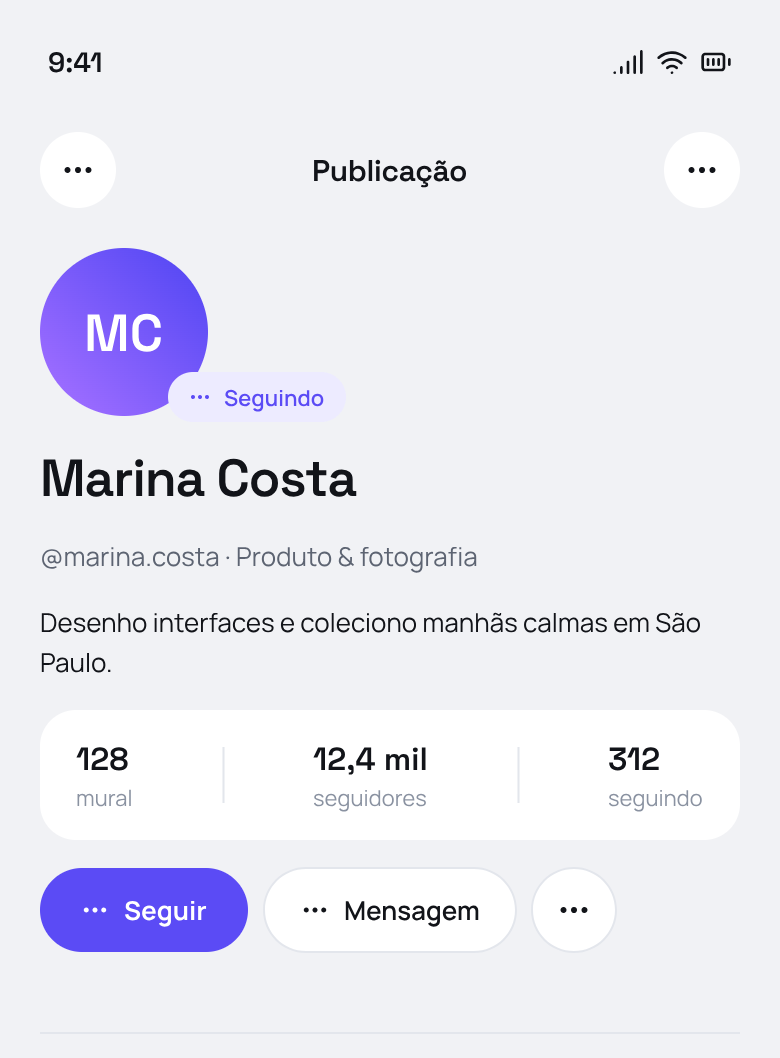 9:41
Publicação
MC
Seguindo
Marina Costa
@marina.costa · Produto & fotografia
Desenho interfaces e coleciono manhãs calmas em São
Paulo.
128
mural
12,4 mil
seguidores
312
seguindo
Seguir
Mensagem